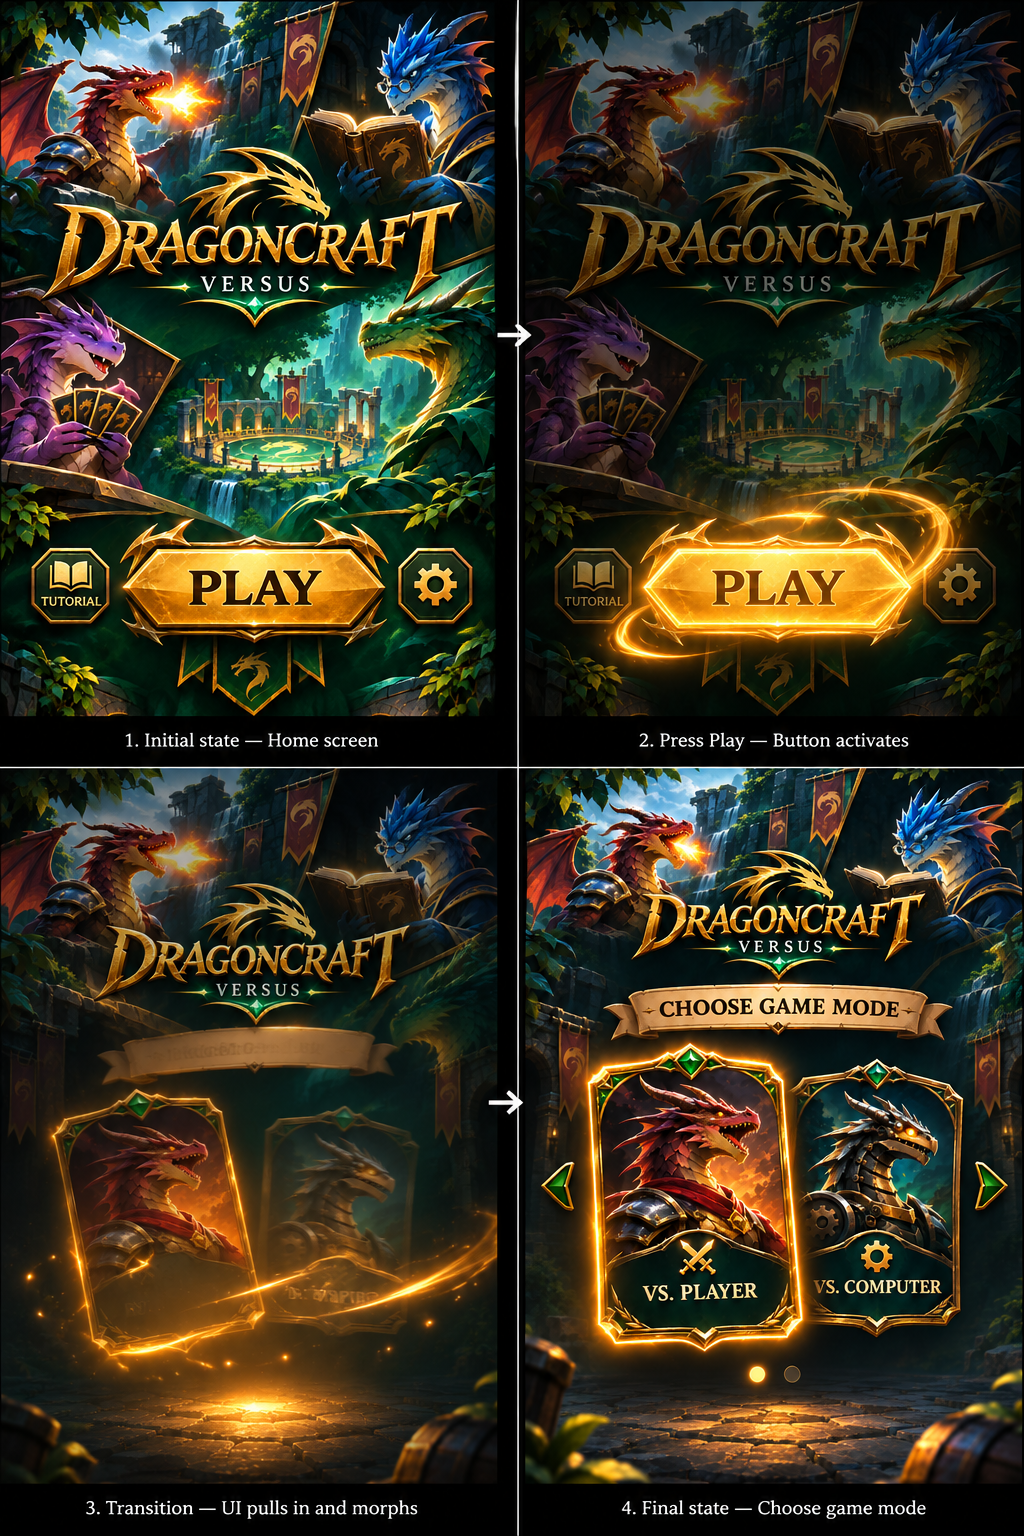 DRAGONCRAFT
VERSUS
TUTORIAL
PLAY
1. Initial state — Home screen
DRAGONCRAFT
VERSUS
TUTORIAL
PLAY
2. Press Play — Button activates
DRAGONCRAFT
VERSUS
3. Transition — UI pulls in and morphs
DRAGONCRAFT
VERSUS
CHOOSE GAME MODE
VS. PLAYER
VS. COMPUTER
4. Final state — Choose game mode